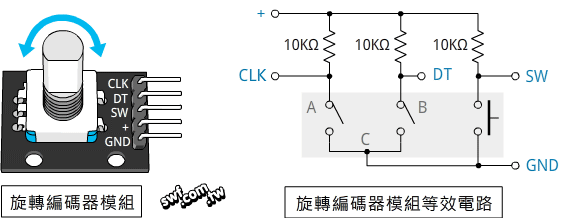 CLK
DT
SW
+
GND
旋轉編碼器模組
swf.com.tw
+
10KΩ
10KΩ
10KΩ
CLK
DT
SW
A
B
C
GND
旋轉編碼器模組等效電路